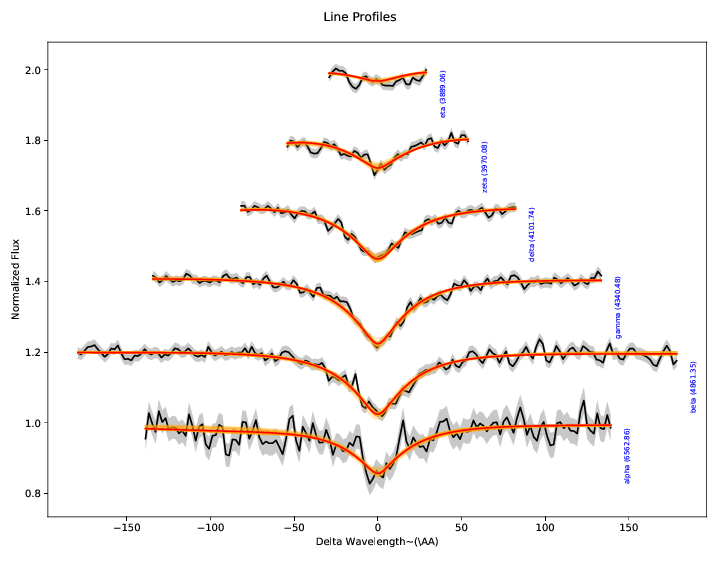 Line Profiles
Normalized Flux
2.0
1.8
1.6
1.4
1.2
1.0
0.8
eta (3889.06)
zeta (3970.08)
delta (4101.74)
gamma (4340.48)
beta (4861.35)
alpha (6562.86)
−150
−100
−50
0
50
100
150
Delta Wavelength~(\AA)